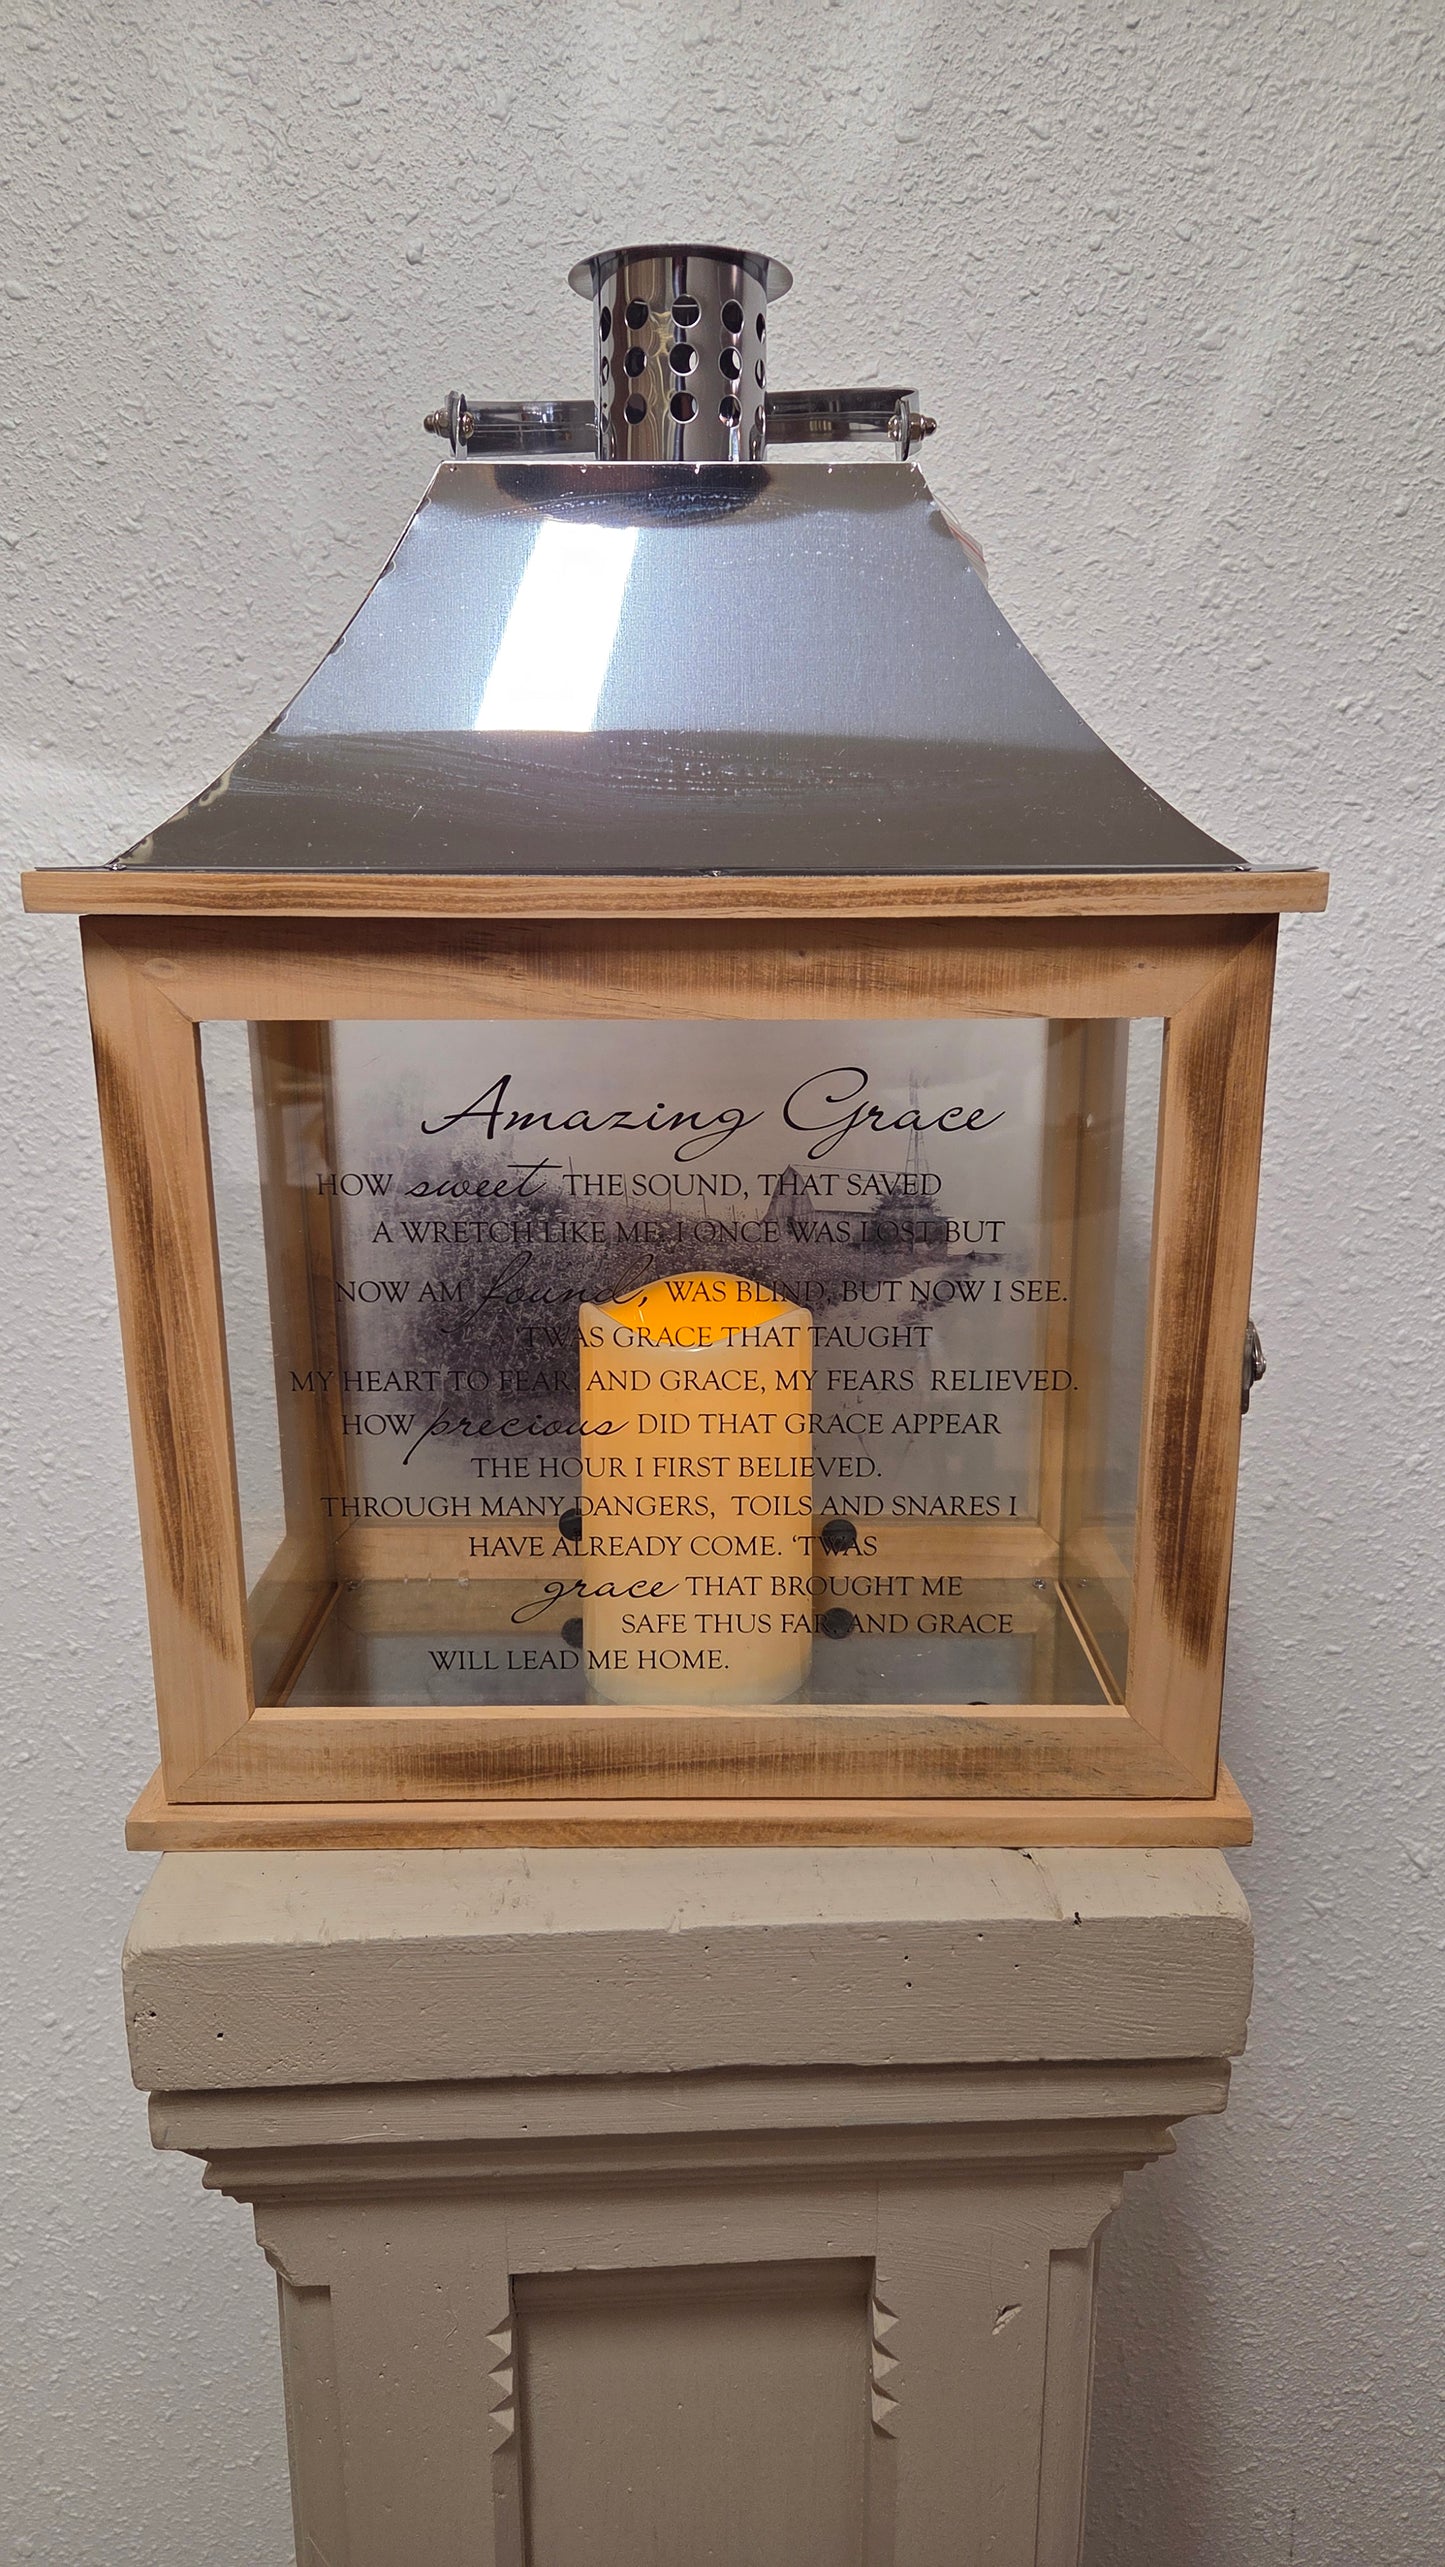 Amazing Grace
HOW sweet THE SOUND, THAT SAVED
A WRETCH LIKE ME. I ONCE WAS LOST BUT
NOW AM found, WAS BLIND, BUT NOW I SEE.
'TWAS GRACE THAT TAUGHT
MY HEART TO FEAR, AND GRACE, MY FEARS RELIEVED.
HOW precious DID THAT GRACE APPEAR
THE HOUR I FIRST BELIEVED.
THROUGH MANY DANGERS, TOILS AND SNARES I
HAVE ALREADY COME. ‘TWAS
grace THAT BROUGHT ME
SAFE THUS FAR, AND GRACE
WILL LEAD ME HOME.